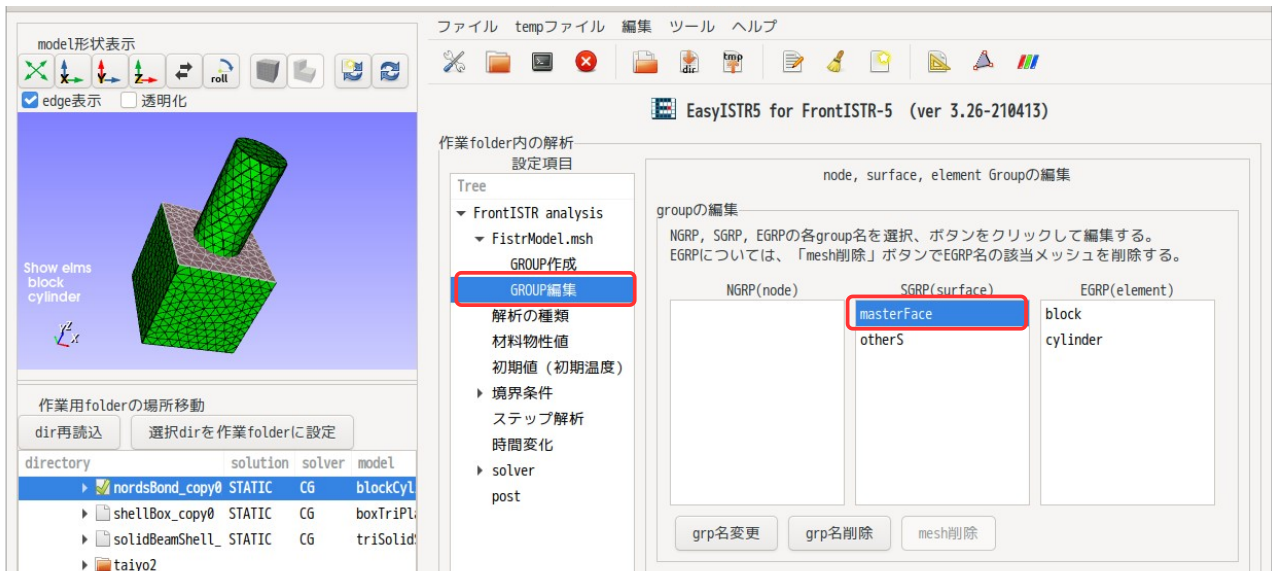 model形状表示
x y z roll
edge表示 透明化
Show elms
block
cylinder
YZ
X
作業用folderの場所移動
dir再読込 選択dirを作業folderに設定
directory solution solver model
nordsBond_copy0 STATIC CG blockCyl
shellBox_copy0 STATIC CG boxTriPl
solidBeamShell_ STATIC CG triSolid
taiyo2
ファイル tempファイル 編集 ツール ヘルプ
dir tmp
EasyISTR5 for FrontISTR-5 (ver 3.26-210413)
作業folder内の解析
設定項目
Tree
FrontISTR analysis
FistrModel.msh
GROUP作成
GROUP編集
解析の種類
材料物性値
初期値(初期温度)
境界条件
ステップ解析
時間変化
solver
post
node, surface, element Groupの編集
groupの編集
NGRP, SGRP, EGRPの各group名を選択、ボタンをクリックして編集する。
EGRPについては、「mesh削除」ボタンでEGRP名の該当メッシュを削除する。
NGRP(node) SGRP(surface) EGRP(element)
masterFace block
otherS cylinder
grp名変更 grp名削除 mesh削除